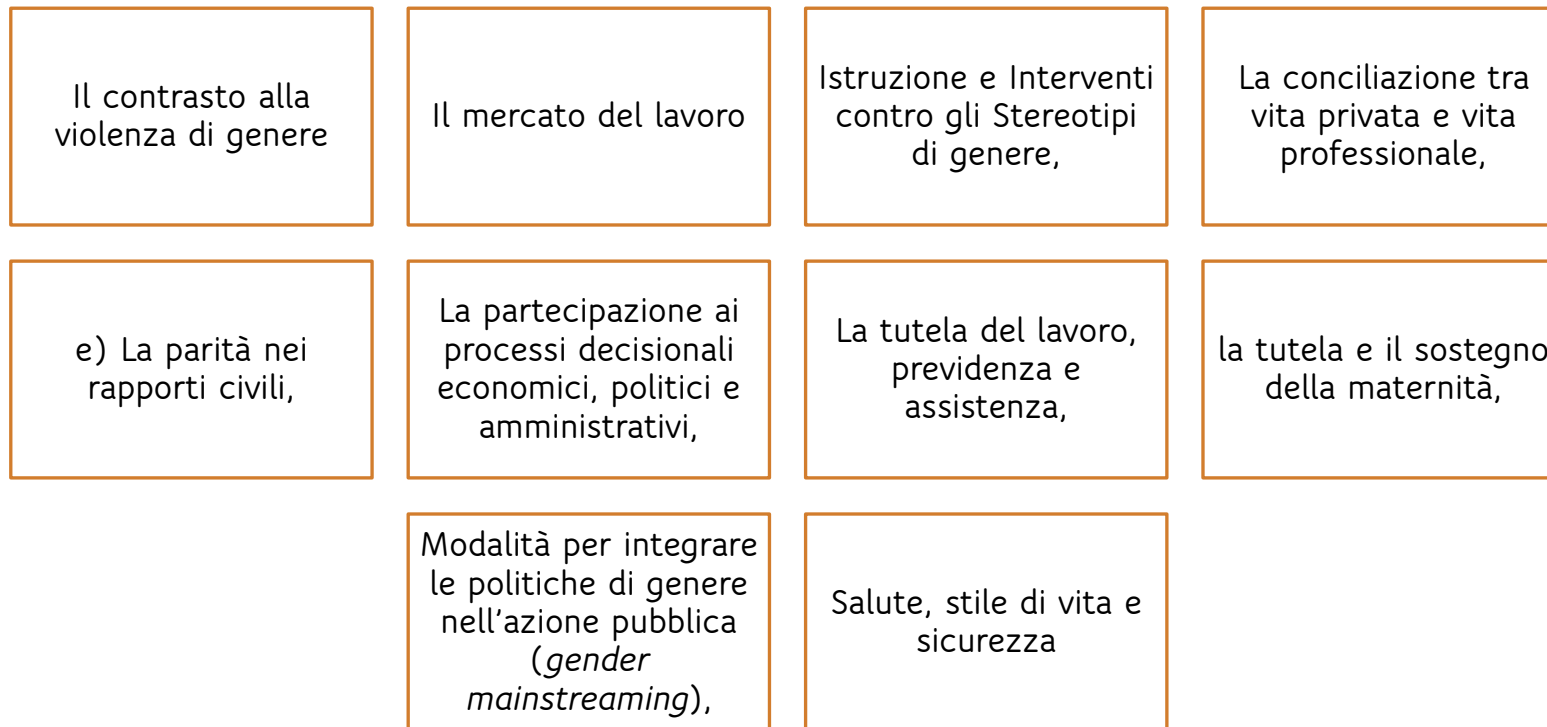 Il contrasto alla
violenza di genere
Il mercato del lavoro
Istruzione e Interventi
contro gli Stereotipi
di genere,
La conciliazione tra
vita privata e vita
professionale,
e) La parità nei
rapporti civili,
La partecipazione ai
processi decisionali
economici, politici e
amministrativi,
La tutela del lavoro,
previdenza e
assistenza,
la tutela e il sostegno
della maternità,
Modalità per integrare
le politiche di genere
nell'azione pubblica
(gender
mainstreaming),
Salute, stile di vita e
sicurezza